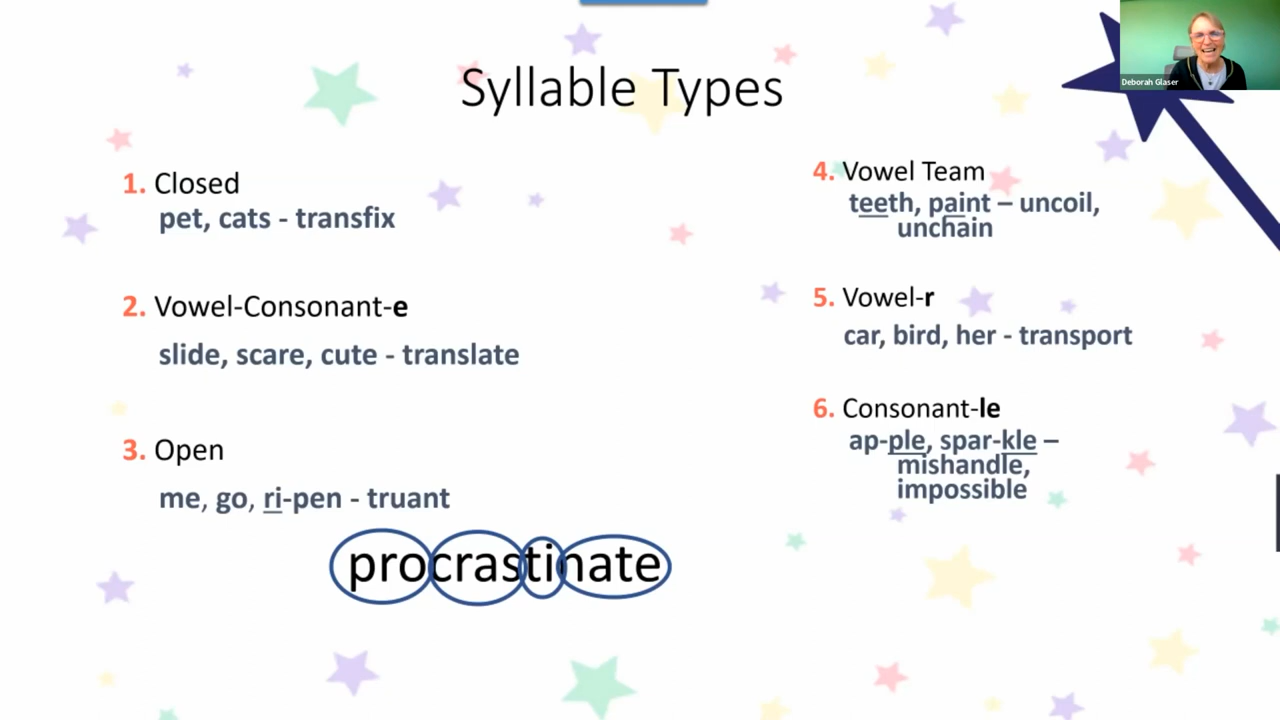 Syllable Types
Deborah Glaser
1. Closed
pet, cats - transfix
2. Vowel-Consonant-e
slide, scare, cute - translate
3. Open
me, go, ri-pen - truant
procrastinate
4. Vowel Team
teeth, paint – uncoil,
unchain
5. Vowel-r
car, bird, her - transport
6. Consonant-le
ap-ple, spar-kle –
mishandle,
impossible